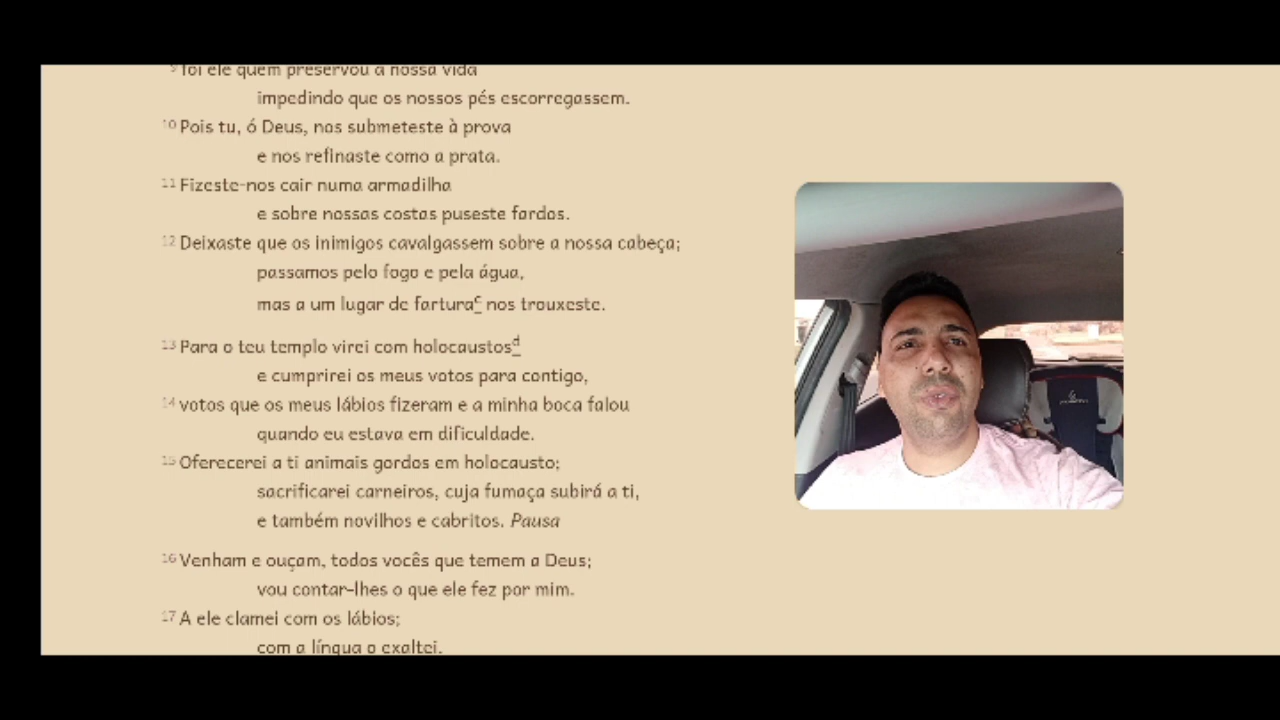 9 foi ele quem preservou a nossa vida
impedindo que os nossos pés escorregassem.
10 Pois tu, ó Deus, nos submeteste à prova
e nos refinaste como a prata.
11 Fizeste-nos cair numa armadilha
e sobre nossas costas puseste fardos.
12 Deixaste que os inimigos cavalgassem sobre a nossa cabeça;
passamos pelo fogo e pela água,
mas a um lugar de farturac nos trouxeste.
13 Para o teu templo virei com holocaustosd
e cumprirei os meus votos para contigo,
14 votos que os meus lábios fizeram e a minha boca falou
quando eu estava em dificuldade.
15 Oferecerei a ti animais gordos em holocausto;
sacrificarei carneiros, cuja fumaça subirá a ti,
e também novilhos e cabritos. Pausa
16 Venham e ouçam, todos vocês que temem a Deus;
vou contar-lhes o que ele fez por mim.
17 A ele clamei com os lábios;
com a língua o exaltei.